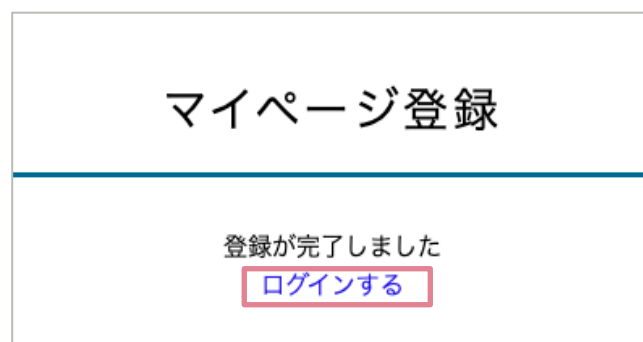 マイページ登録
登録が完了しました
ログインする